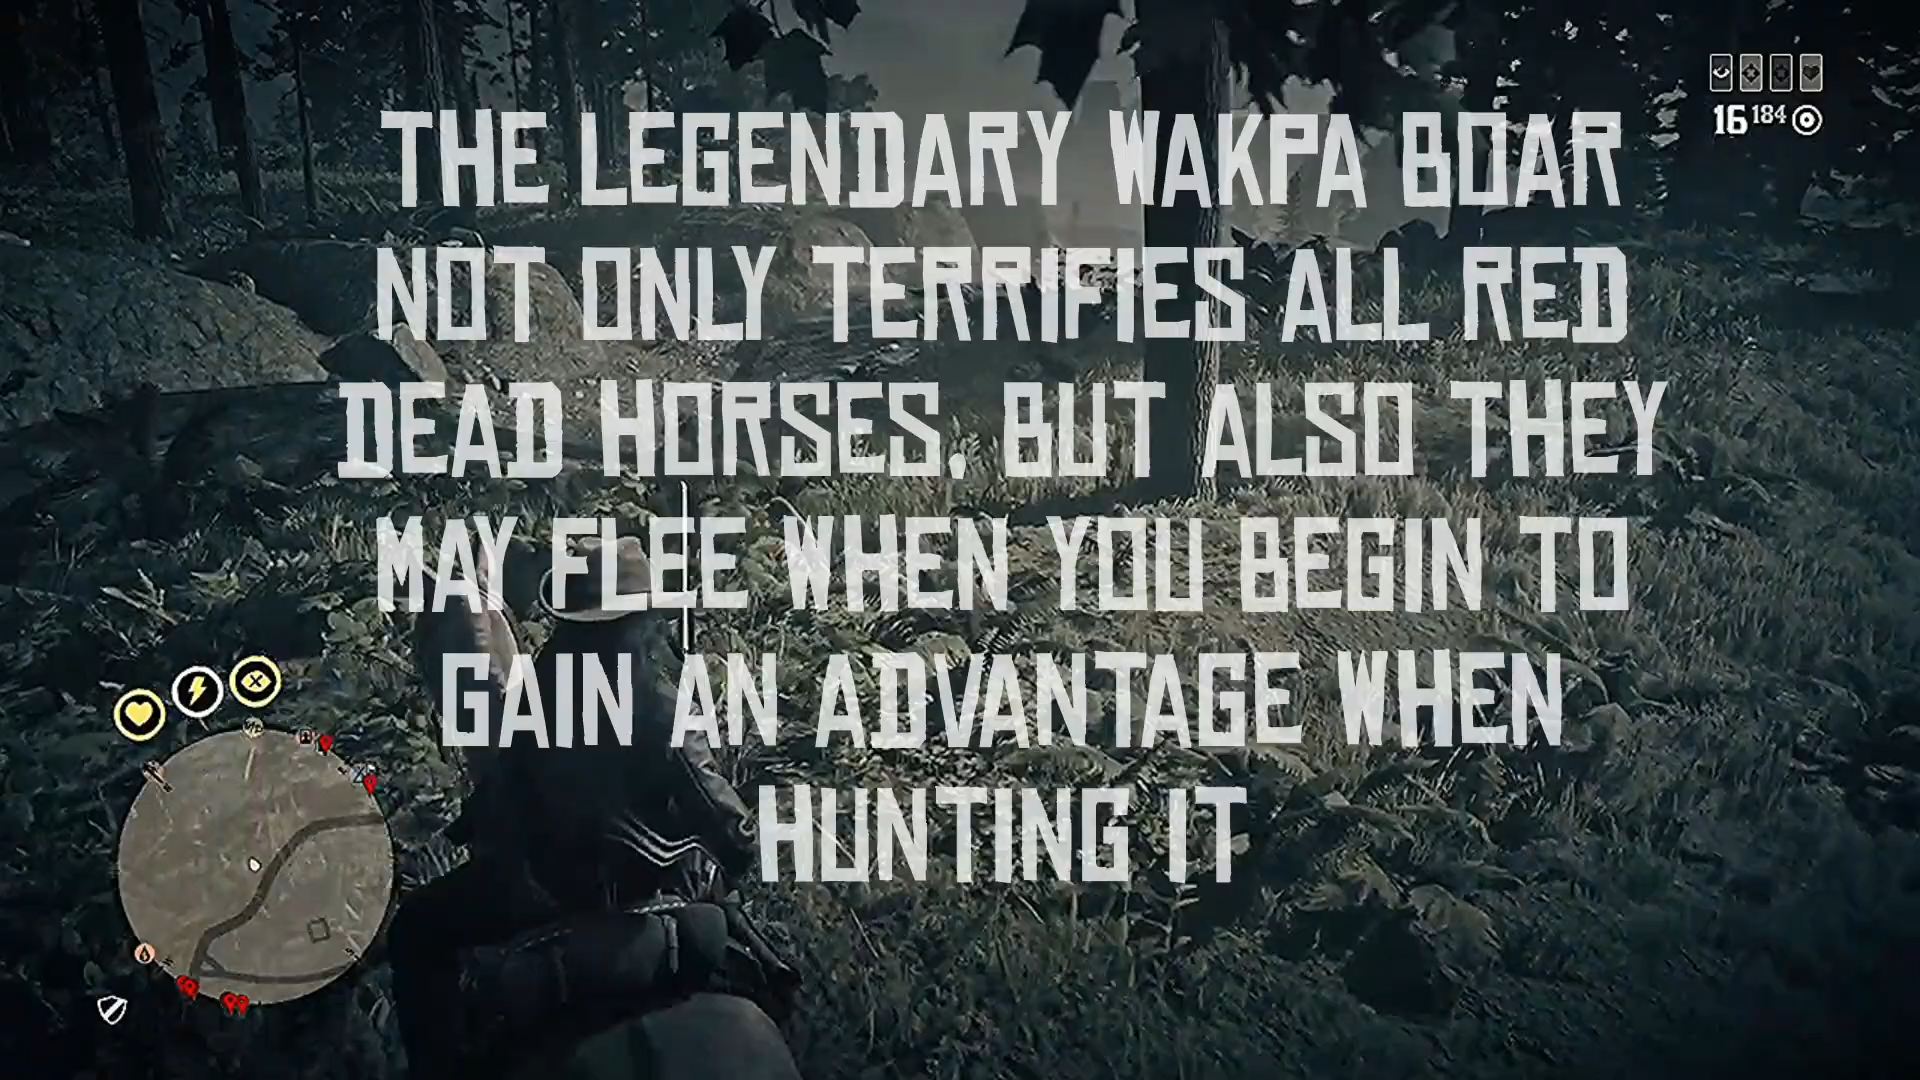 THE LEGENDARY WAKPA BOAR
NOT ONLY TERRIFIES ALL RED
DEAD HORSES, BUT ALSO THEY
MAY FLEE WHEN YOU BEGIN TO
GAIN AN ADVANTAGE WHEN
HUNTING IT
16 184